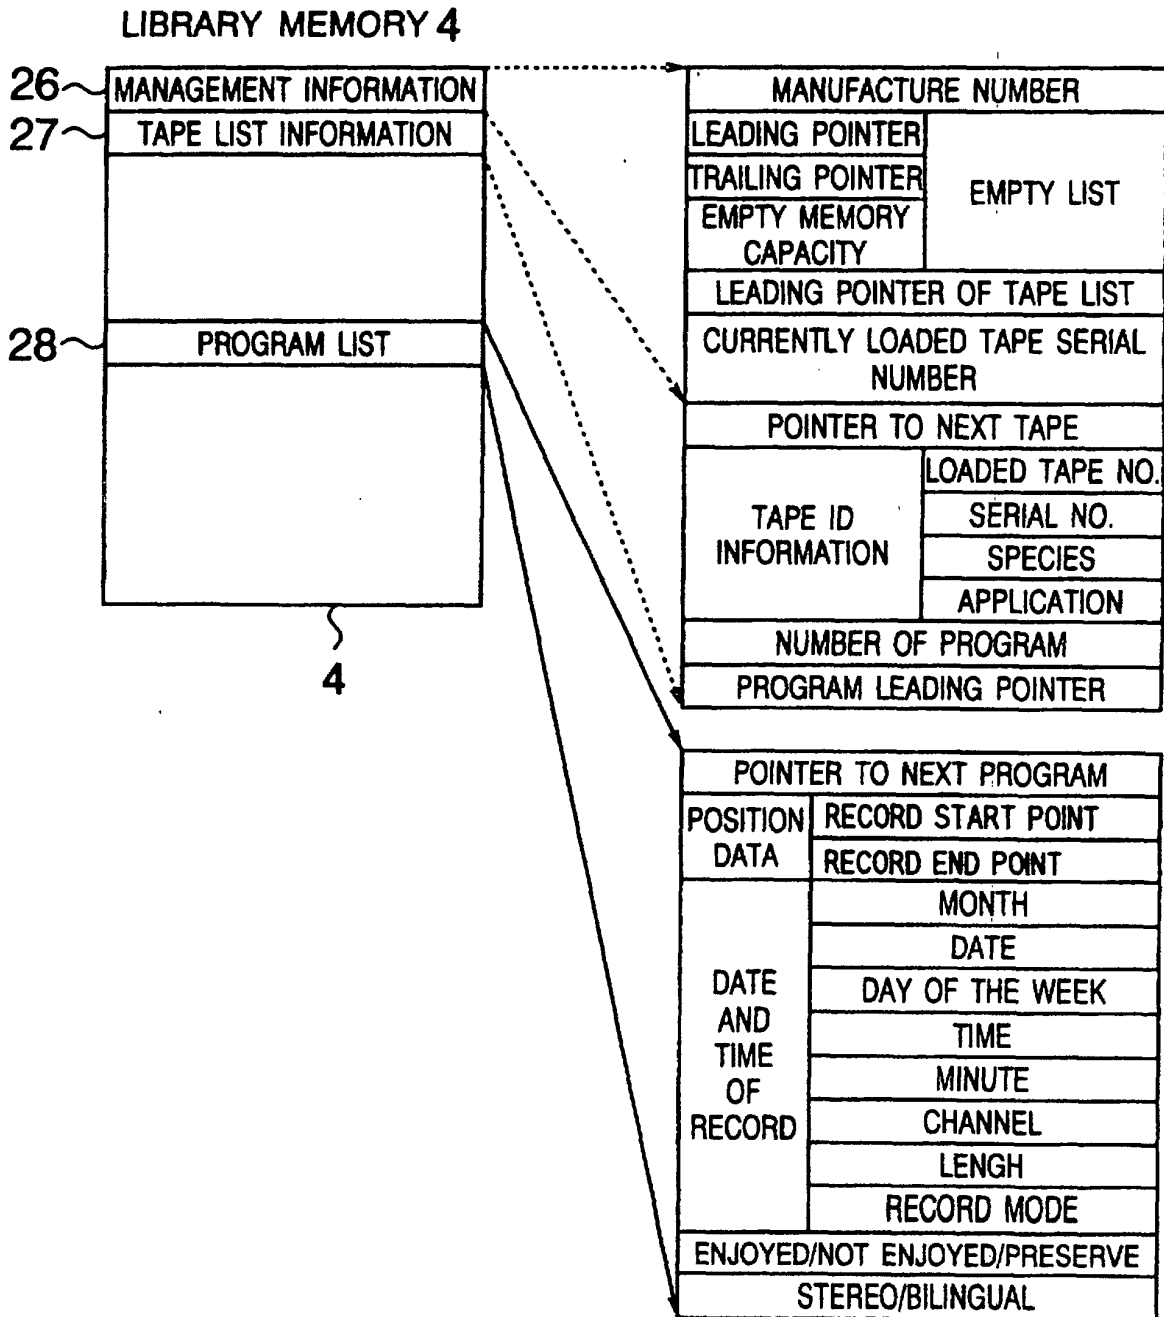 LIBRARY MEMORY 4
26
MANAGEMENT INFORMATION
27
TAPE LIST INFORMATION
28
PROGRAM LIST
4
MANUFACTURE NUMBER
LEADING POINTER
TRAILING POINTER
EMPTY MEMORY
CAPACITY
EMPTY LIST
LEADING POINTER OF TAPE LIST
CURRENTLY LOADED TAPE SERIAL
NUMBER
POINTER TO NEXT TAPE
TAPE ID
INFORMATION
LOADED TAPE NO.
SERIAL NO.
SPECIES
APPLICATION
NUMBER OF PROGRAM
PROGRAM LEADING POINTER
POINTER TO NEXT PROGRAM
POSITION
DATA
RECORD START POINT
RECORD END POINT
DATE
AND
TIME
OF
RECORD
MONTH
DATE
DAY OF THE WEEK
TIME
MINUTE
CHANNEL
LENGH
RECORD MODE
ENJOYED/NOT ENJOYED/PRESERVE
STEREO/BILINGUAL